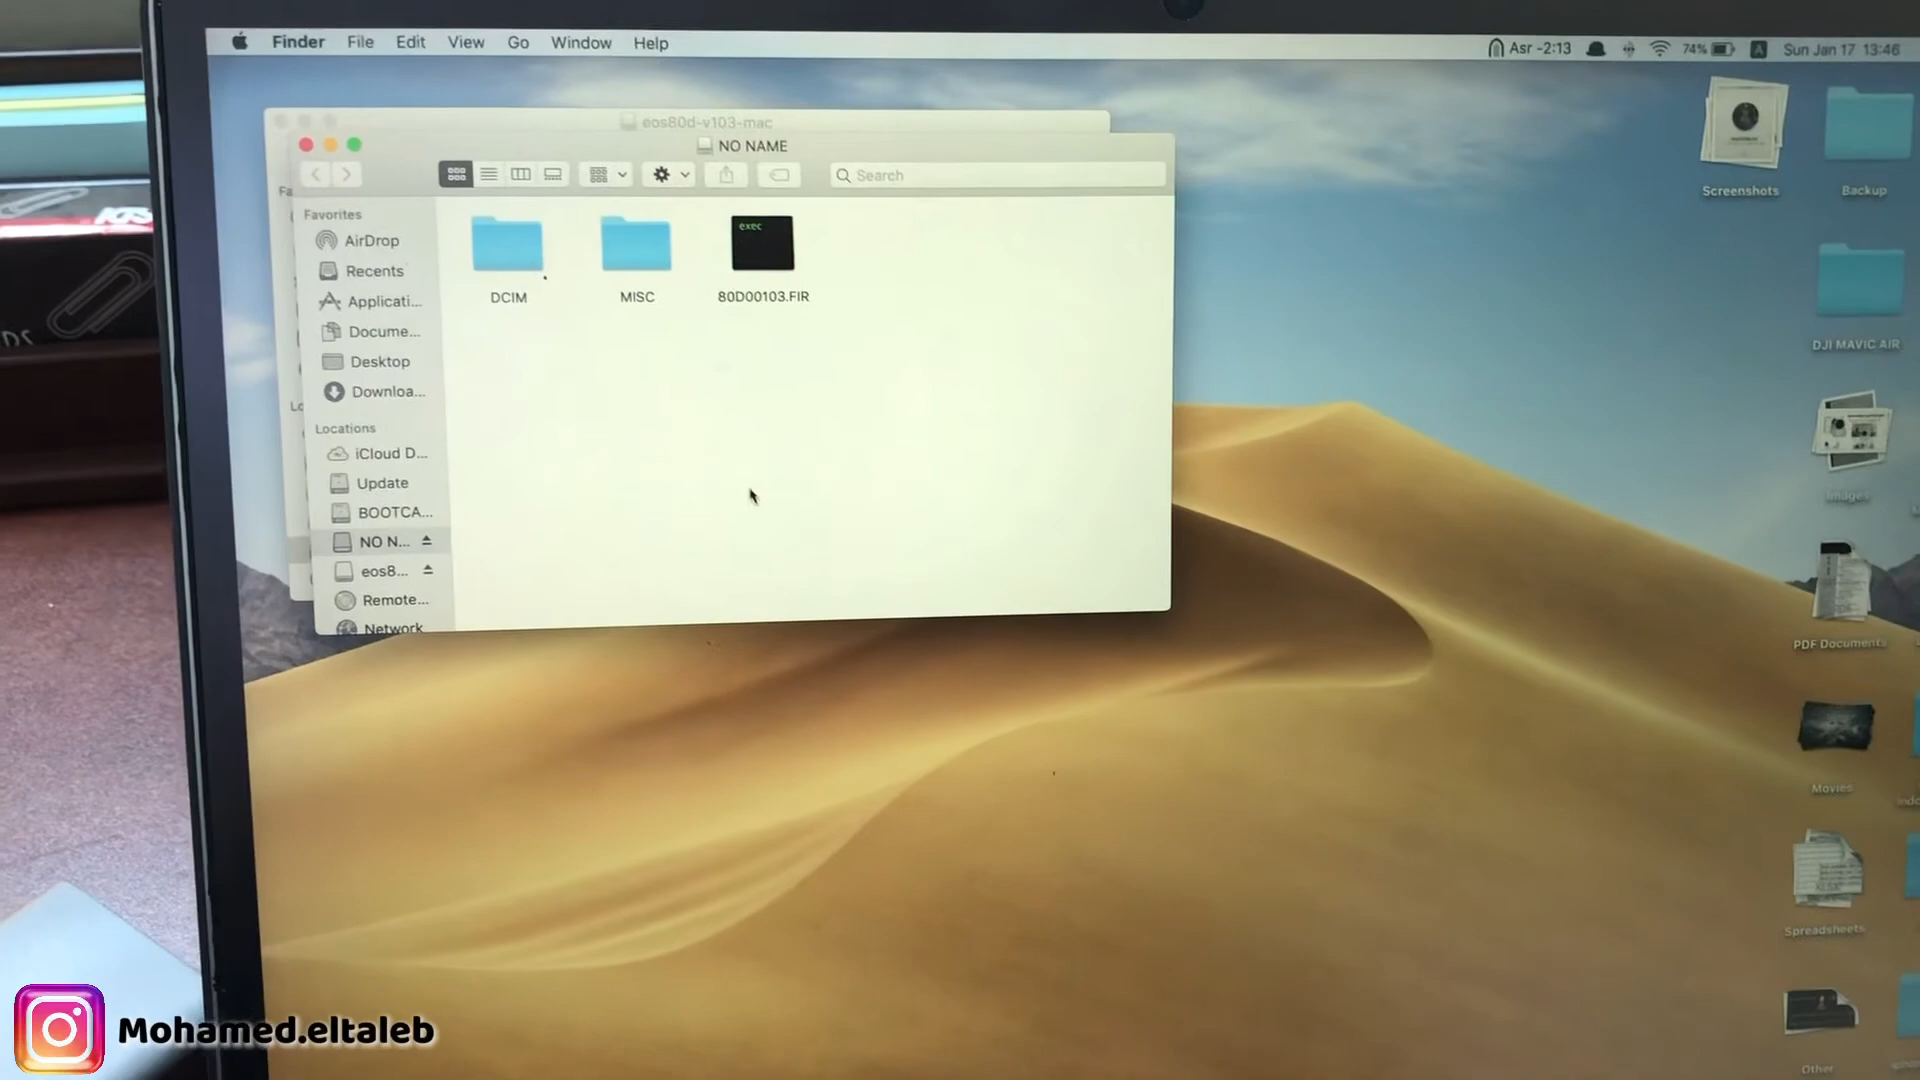 Finder File Edit View Go Window Help
Asr -2:13 74% A Sun Jan 17 13:46
eos80d-v103-mac
NO NAME
Search
Favorites
AirDrop
Recents
Applicati...
Docume...
Desktop
Downloa...
Locations
iCloud D...
Update
BOOTCA...
NO N...
eos8...
Remote...
Network
DCIM
MISC
exec
80D00103.FIR
Screenshots
Backup
DJI MAVIC AIR
Images
PDF Documents
Movies
Spreadsheets
XLSX
Other
Mohamed.eltaleb